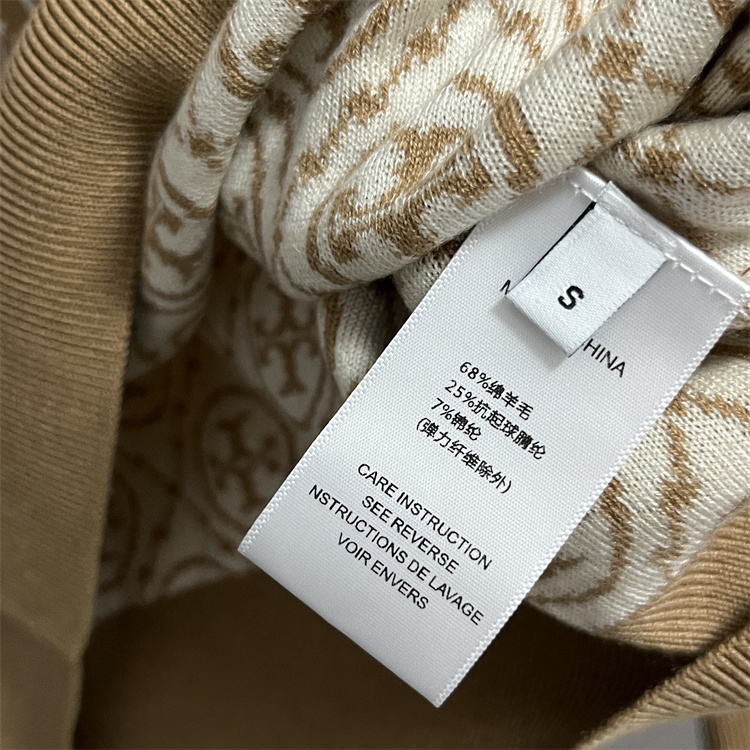 S
HINA
68%绵羊毛
25%抗起球腈纶
7%锦纶
(弹力纤维除外)
CARE INSTRUCTION
SEE REVERSE
NSTRUCTIONS DE LAVAGE
VOIR ENVERS